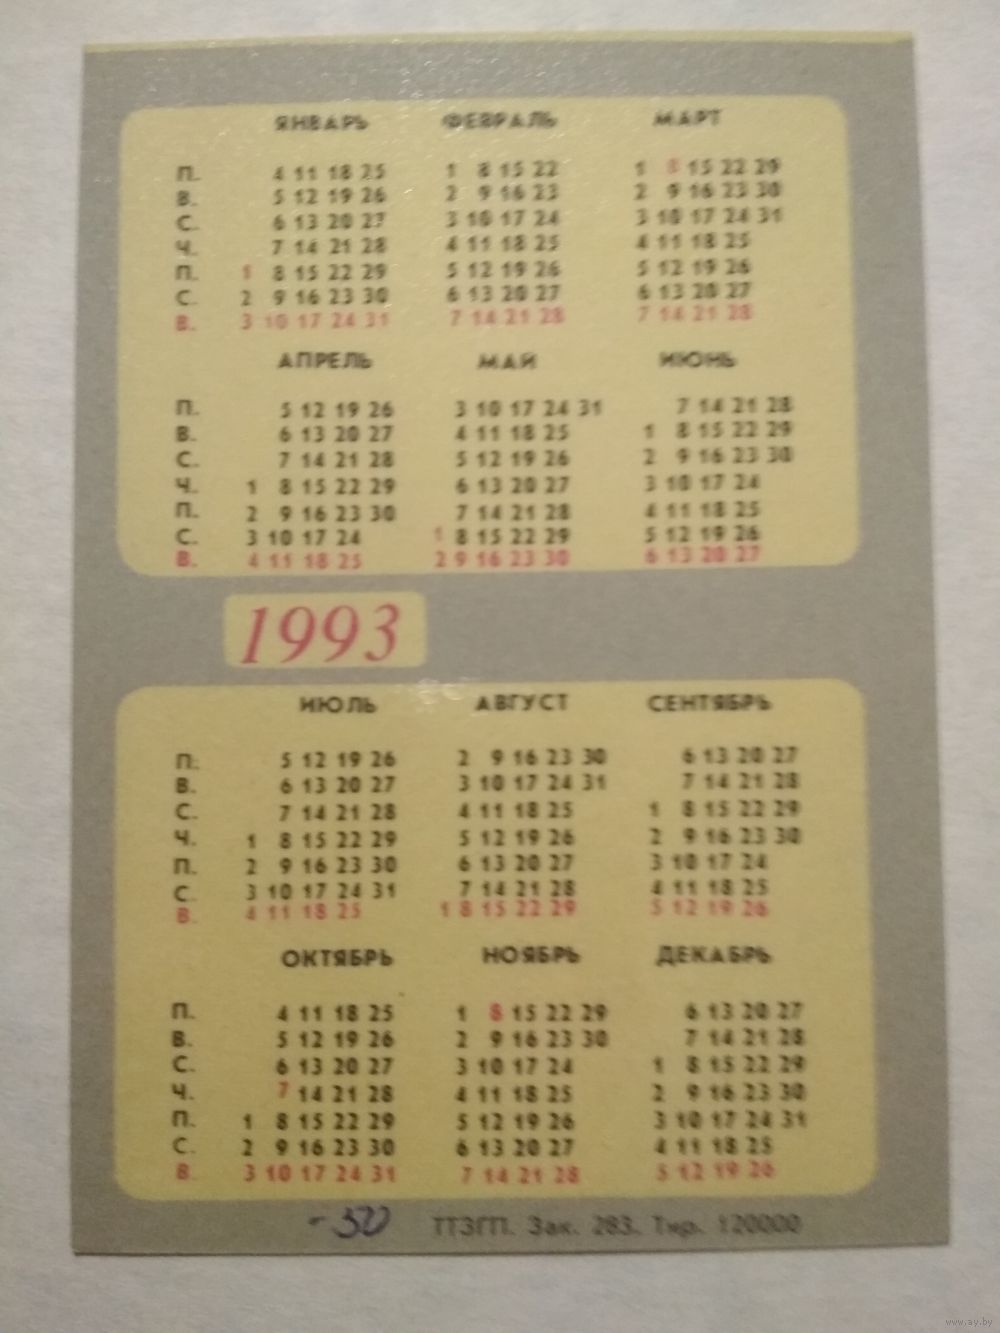 ЯНВАРЬ ФЕВРАЛЬ МАРТ
П. 4 11 18 25 1 8 15 22 1 8 15 22 29
В. 5 12 19 26 2 9 16 23 2 9 16 23 30
С. 6 13 20 27 3 10 17 24 3 10 17 24 31
Ч. 7 14 21 28 4 11 18 25 4 11 18 25
П. 1 8 15 22 29 5 12 19 26 5 12 19 26
С. 2 9 16 23 30 6 13 20 27 6 13 20 27
В. 3 10 17 24 31 7 14 21 28 7 14 21 28
АПРЕЛЬ МАЙ ИЮНЬ
П. 5 12 19 26 3 10 17 24 31 7 14 21 28
В. 6 13 20 27 4 11 18 25 1 8 15 22 29
С. 7 14 21 28 5 12 19 26 2 9 16 23 30
Ч. 1 8 15 22 29 6 13 20 27 3 10 17 24
П. 2 9 16 23 30 7 14 21 28 4 11 18 25
С. 3 10 17 24 1 8 15 22 29 5 12 19 26
В. 4 11 18 25 2 9 16 23 30 6 13 20 27
1993
ИЮЛЬ АВГУСТ СЕНТЯБРЬ
П. 5 12 19 26 2 9 16 23 30 6 13 20 27
В. 6 13 20 27 3 10 17 24 31 7 14 21 28
С. 7 14 21 28 4 11 18 25 1 8 15 22 29
Ч. 1 8 15 22 29 5 12 19 26 2 9 16 23 30
П. 2 9 16 23 30 6 13 20 27 3 10 17 24
С. 3 10 17 24 31 7 14 21 28 4 11 18 25
В. 4 11 18 25 1 8 15 22 29 5 12 19 26
ОКТЯБРЬ НОЯБРЬ ДЕКАБРЬ
П. 4 11 18 25 1 8 15 22 29 6 13 20 27
В. 5 12 19 26 2 9 16 23 30 7 14 21 28
С. 6 13 20 27 3 10 17 24 1 8 15 22 29
Ч. 7 14 21 28 4 11 18 25 2 9 16 23 30
П. 1 8 15 22 29 5 12 19 26 3 10 17 24 31
С. 2 9 16 23 30 6 13 20 27 4 11 18 25
В. 3 10 17 24 31 7 14 21 28 5 12 19 26
-50 ТТЗГП. Зак. 283. Тир. 120000
www.ay.by